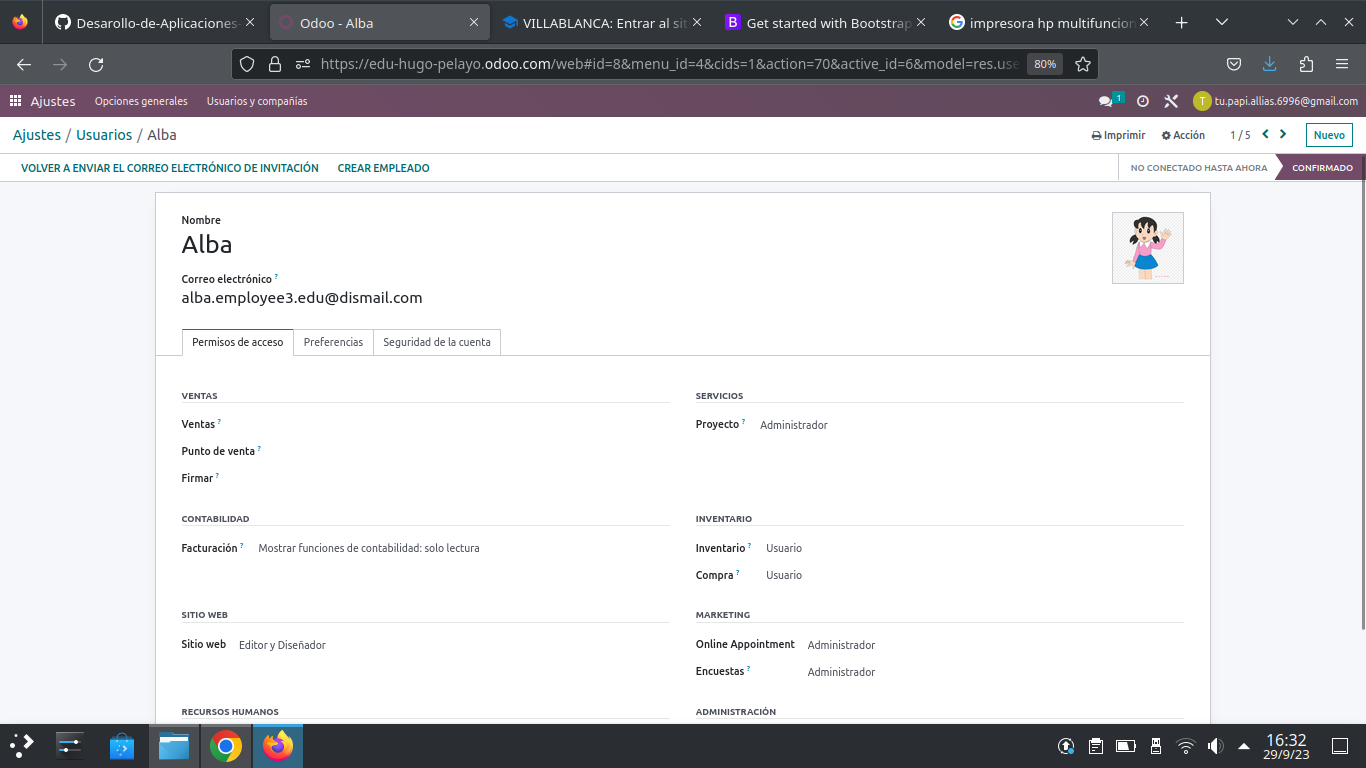 Desarollo-de-Aplicaciones- Odoo - Alba VILLABLANCA: Entrar al sit B Get started with Bootstrap impresora hp multifuncion
https://edu-hugo-pelayo.odoo.com/web#id=8&menu_id=4&cids=1&action=70&active_id=6&model=res.use 80%
Ajustes Opciones generales Usuarios y compañías 1 T tu.papi.allias.6996@gmail.com
Ajustes / Usuarios / Alba Imprimir Acción 1 / 5 Nuevo
VOLVER A ENVIAR EL CORREO ELECTRÓNICO DE INVITACIÓN CREAR EMPLEADO NO CONECTADO HASTA AHORA CONFIRMADO
Nombre
Alba
Correo electrónico ?
alba.employee3.edu@dismail.com
Permisos de acceso Preferencias Seguridad de la cuenta
VENTAS SERVICIOS
Ventas ? Proyecto ? Administrador
Punto de venta ?
Firmar ?
CONTABILIDAD INVENTARIO
Facturación ? Mostrar funciones de contabilidad: solo lectura Inventario ? Usuario
Compra ? Usuario
SITIO WEB MARKETING
Sitio web Editor y Diseñador Online Appointment Administrador
Encuestas ? Administrador
RECURSOS HUMANOS ADMINISTRACIÓN
16:32
29/9/23